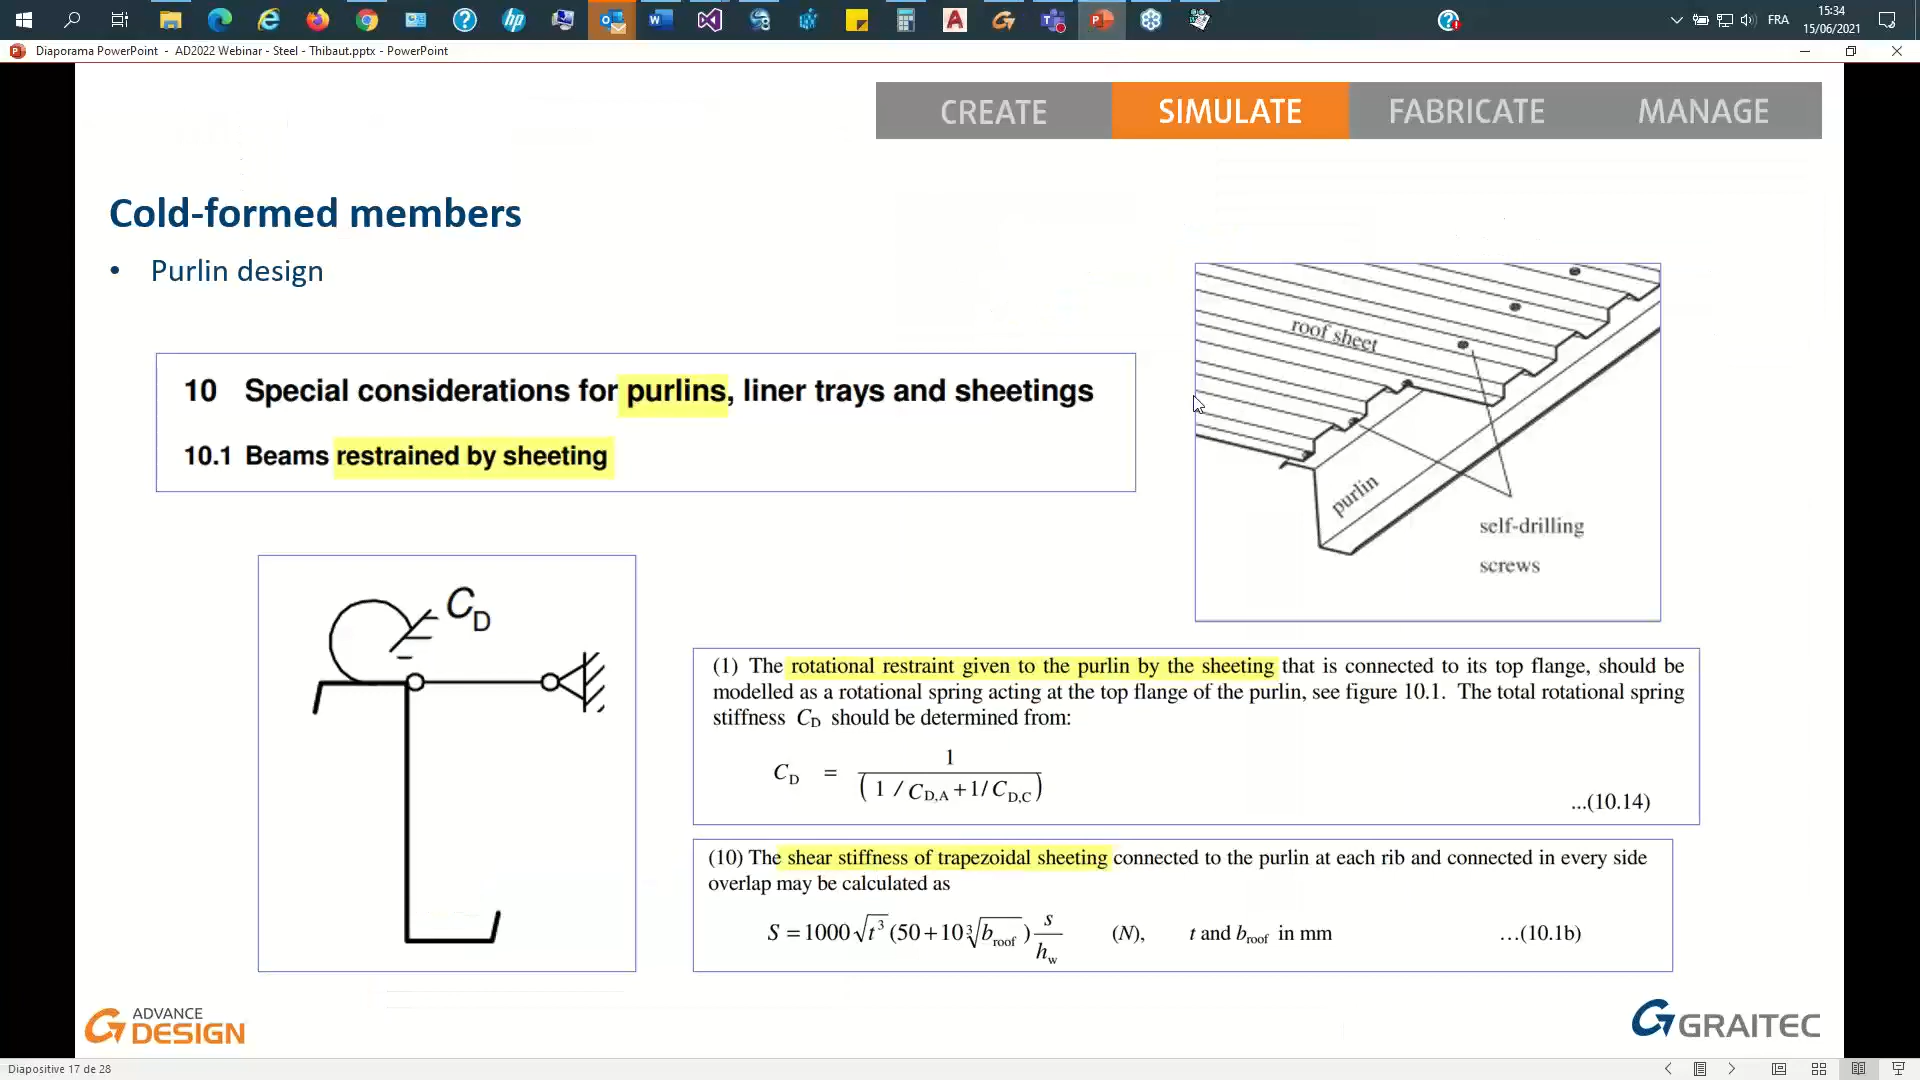 FRA
15:34
15/06/2021
Diaporama PowerPoint - AD2022 Webinar - Steel - Thibaut.pptx - PowerPoint
CREATE SIMULATE FABRICATE MANAGE
Cold-formed members
• Purlin design
10 Special considerations for purlins, liner trays and sheetings
10.1 Beams restrained by sheeting
roof sheet
purlin
self-drilling
screws
C_D
(1) The rotational restraint given to the purlin by the sheeting that is connected to its top flange, should be
modelled as a rotational spring acting at the top flange of the purlin, see figure 10.1. The total rotational spring
stiffness C_D should be determined from:
C_D = 1 / (1 / C_D,A + 1/ C_D,C)
...(10.14)
(10) The shear stiffness of trapezoidal sheeting connected to the purlin at each rib and connected in every side
overlap may be calculated as
S = 1000 √t³ (50 + 10 ∛b_roof) s/h_w (N), t and b_roof in mm …(10.1b)
ADVANCE
DESIGN
GRAITEC
Diapositive 17 de 28